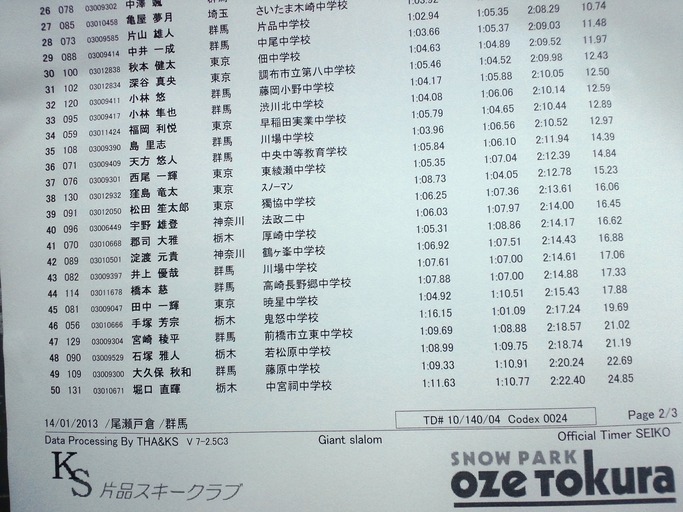 26 078 03009302 中澤 颯
27 085 03010458 亀屋 夢月 埼玉 さいたま木崎中学校 1:03.92
28 073 03009585 片山 雄人 群馬 片品中学校 1:02.94 1:05.35 2:08.29 10.74
29 088 03009414 中井 一成 群馬 中尾中学校 1:03.66 1:05.37 2:09.03 11.48
30 100 03012838 秋本 健太 東京 佃中学校 1:04.63 1:04.89 2:09.52 11.97
31 102 03012834 深谷 真央 東京 調布市立第八中学校 1:05.46 1:04.52 2:09.98 12.43
32 120 03009411 小林 悠 群馬 藤岡小野中学校 1:04.17 1:05.88 2:10.05 12.50
33 095 03009417 小林 隼也 群馬 渋川北中学校 1:04.08 1:06.06 2:10.14 12.59
34 059 03011424 福岡 利悦 東京 早稲田実業中学校 1:05.79 1:04.65 2:10.44 12.89
35 108 03009390 島 里志 群馬 川場中学校 1:03.96 1:06.56 2:10.52 12.97
36 071 03009409 天方 悠人 群馬 中央中等教育学校 1:05.84 1:06.10 2:11.94 14.39
37 076 03009301 西尾 一輝 東京 東綾瀬中学校 1:05.35 1:07.04 2:12.39 14.84
38 130 03012932 窪島 竜太 東京 スノーマン 1:08.73 1:04.05 2:12.78 15.23
39 091 03012050 松田 笙太郎 東京 獨協中学校 1:06.25 1:07.36 2:13.61 16.06
40 096 03006449 宇野 雄登 神奈川 法政二中 1:06.03 1:07.97 2:14.00 16.45
41 070 03010668 郡司 大雅 栃木 厚崎中学校 1:05.31 1:08.86 2:14.17 16.62
42 089 03010501 淀渡 元貴 神奈川 鶴ヶ峯中学校 1:06.92 1:07.51 2:14.43 16.88
43 082 03009397 井上 優哉 群馬 川場中学校 1:07.61 1:07.00 2:14.61 17.06
44 114 03011678 橋本 慈 群馬 高崎長野郷中学校 1:07.88 1:07.00 2:14.88 17.33
45 081 03009047 田中 一輝 東京 暁星中学校 1:04.92 1:10.51 2:15.43 17.88
46 056 03010666 手塚 芳宗 栃木 鬼怒中学校 1:16.15 1:01.09 2:17.24 19.69
47 129 03009304 宮崎 稜平 群馬 前橋市立東中学校 1:09.69 1:08.88 2:18.57 21.02
48 090 03009529 石塚 雅人 栃木 若松原中学校 1:08.99 1:09.75 2:18.74 21.19
49 109 03009300 大久保 秋和 群馬 藤原中学校 1:09.33 1:10.91 2:20.24 22.69
50 131 03010671 堀口 直暉 栃木 中宮祠中学校 1:11.63 1:10.77 2:22.40 24.85
14/01/2013 /尾瀬戸倉 /群馬 TD# 10/140/04 Codex 0024 Page 2/3
Data Processing By THA&KS V 7-2.5C3 Giant slalom Official Timer SEIKO
KS 片品スキークラブ
SNOW PARK
OZE TOKURA